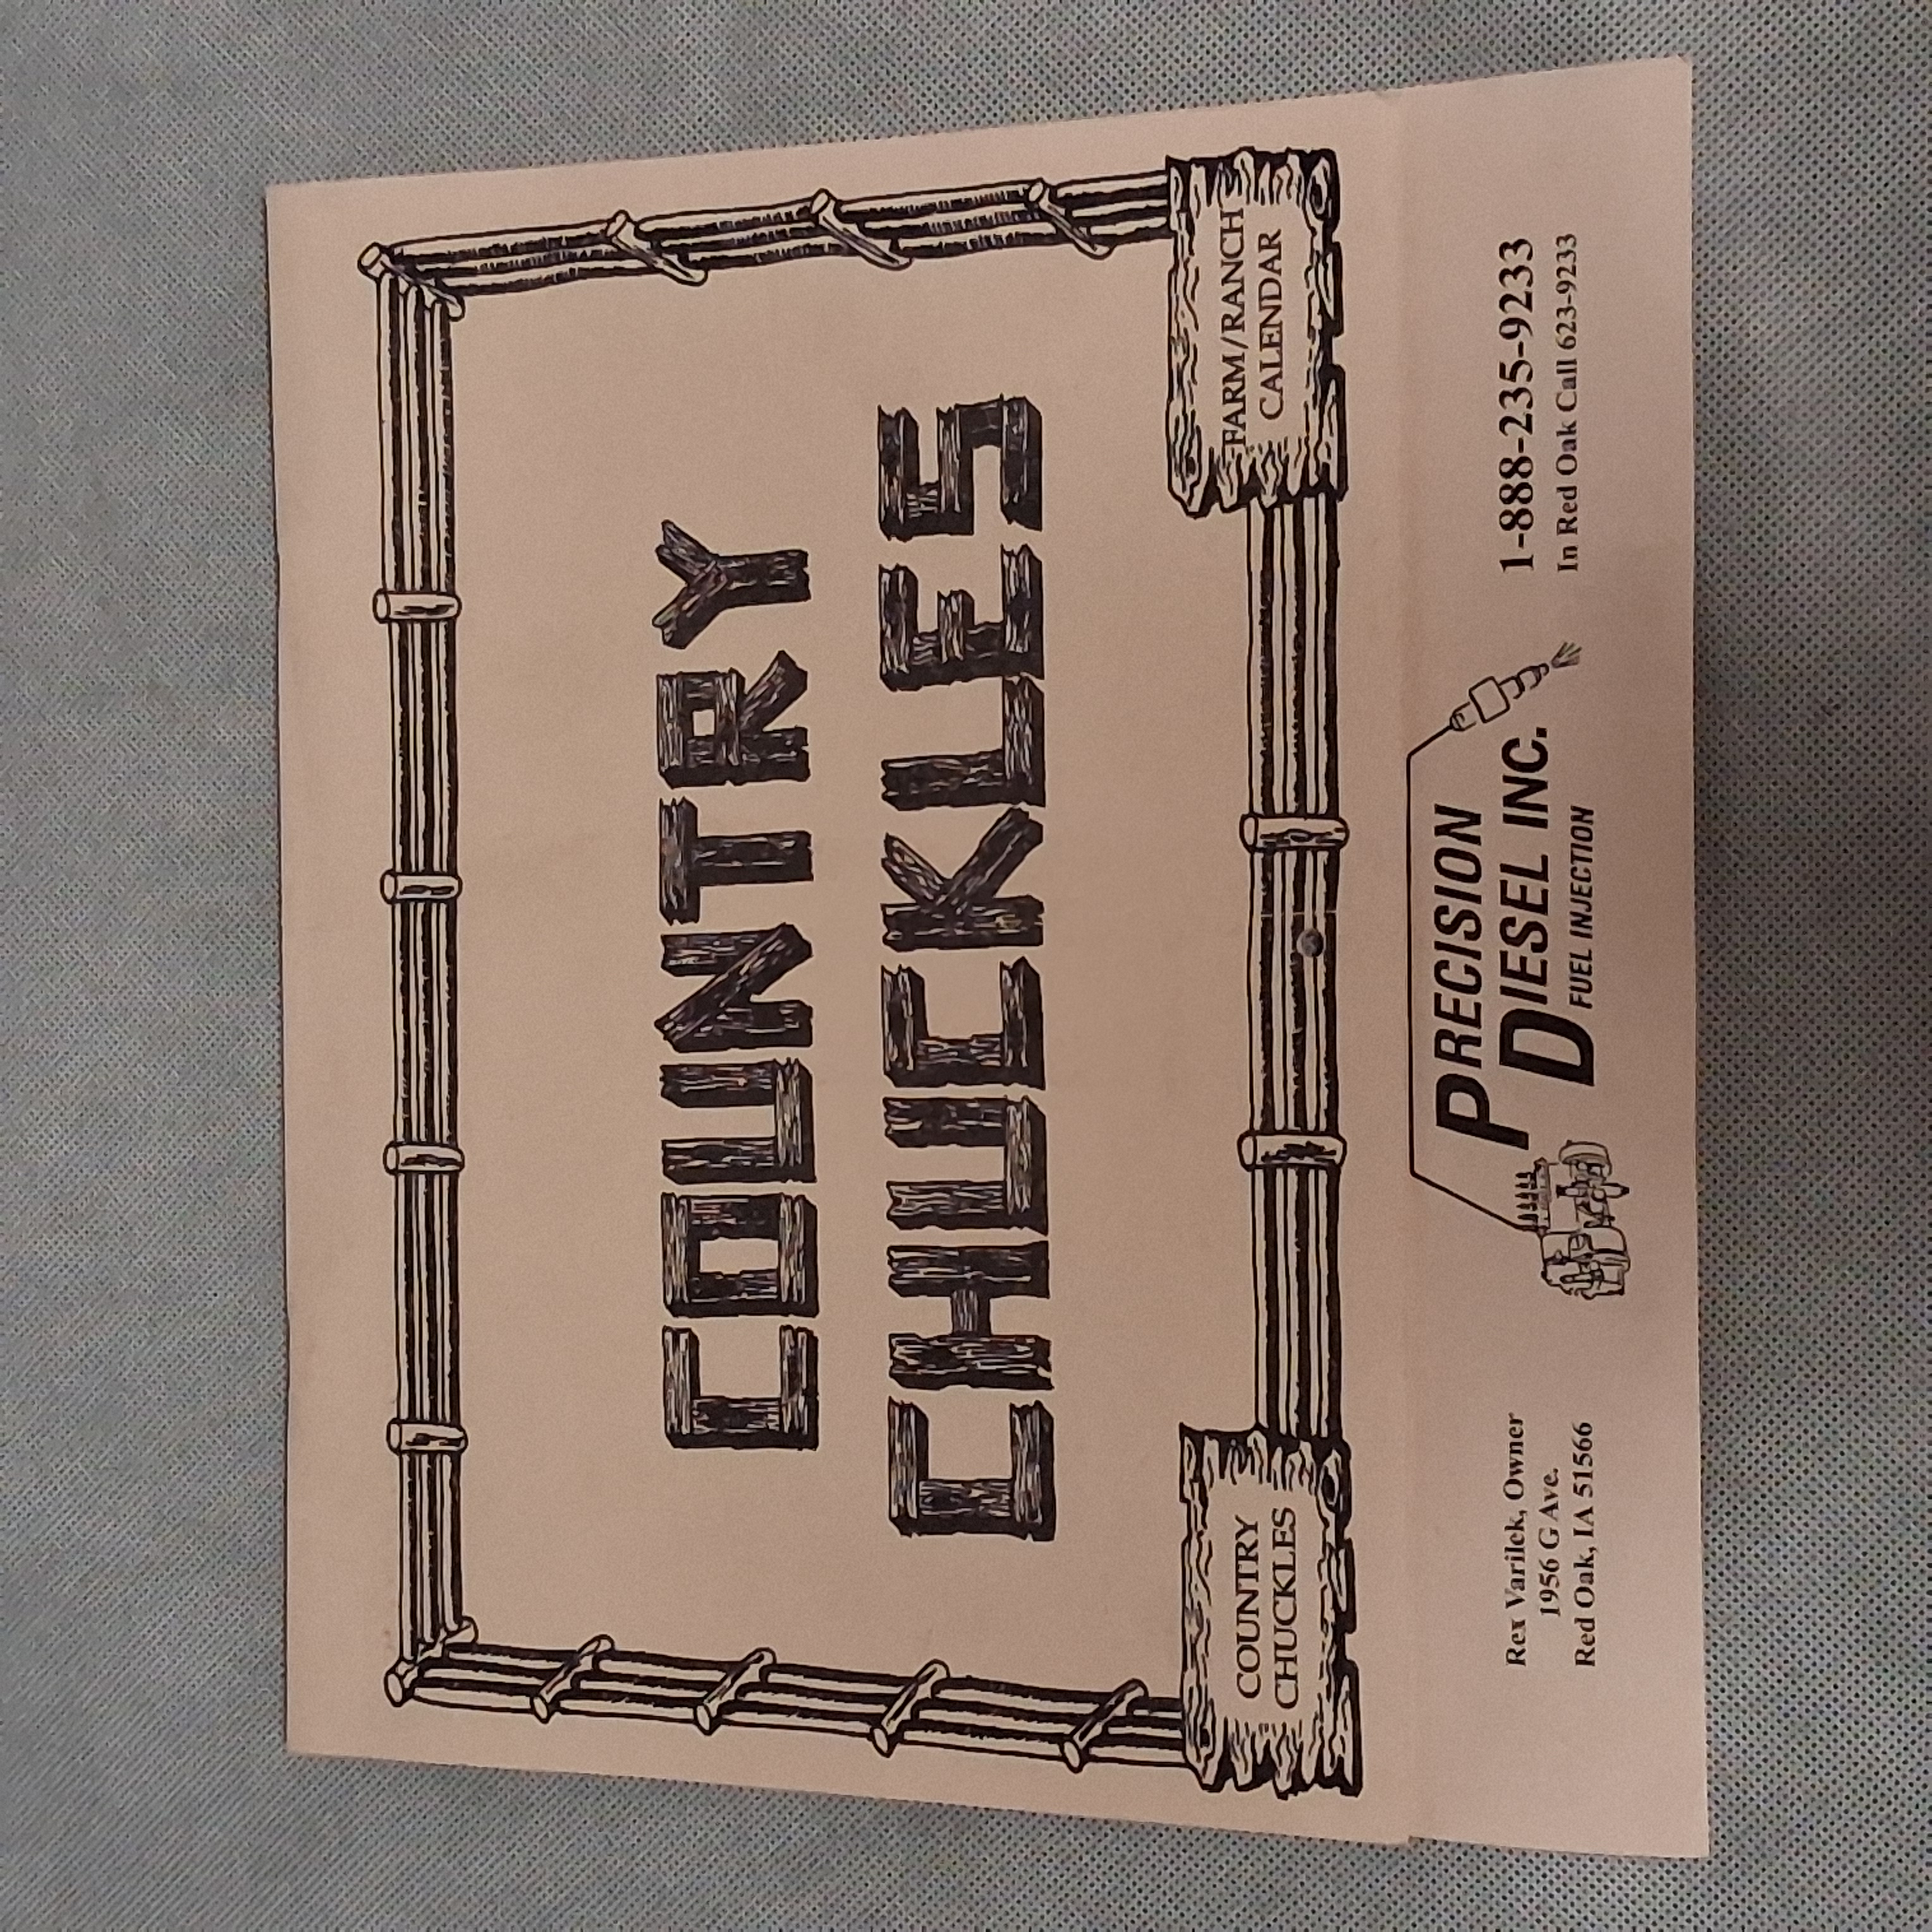 COUNTRY
CHUCKLES
COUNTRY
CHUCKLES
FARM/RANCH
CALENDAR
Rex Varilek, Owner
1956 G Ave.
Red Oak, IA 51566
PRECISION
DIESEL INC.
FUEL INJECTION
1-888-235-9233
In Red Oak Call 623-9233